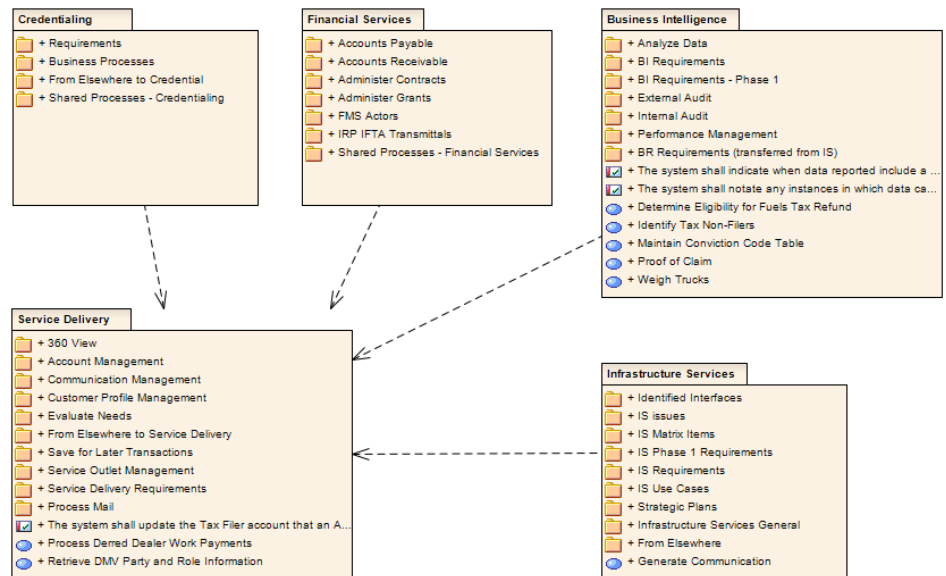 Credentialing
+ Requirements
+ Business Processes
+ From Elsewhere to Credential
+ Shared Processes - Credentialing
Financial Services
+ Accounts Payable
+ Accounts Receivable
+ Administer Contracts
+ Administer Grants
+ FMS Actors
+ IRP IFTA Transmittals
+ Shared Processes - Financial Services
Business Intelligence
+ Analyze Data
+ BI Requirements
+ BI Requirements - Phase 1
+ External Audit
+ Internal Audit
+ Performance Management
+ BR Requirements (transferred from IS)
+ The system shall indicate when data reported include a ...
+ The system shall notate any instances in which data ca...
+ Determine Eligibility for Fuels Tax Refund
+ Identify Tax Non-Filers
+ Maintain Conviction Code Table
+ Proof of Claim
+ Weigh Trucks
Service Delivery
+ 360 View
+ Account Management
+ Communication Management
+ Customer Profile Management
+ Evaluate Needs
+ From Elsewhere to Service Delivery
+ Save for Later Transactions
+ Service Outlet Management
+ Service Delivery Requirements
+ Process Mail
+ The system shall update the Tax Filer account that an A...
+ Process Derred Dealer Work Payments
+ Retrieve DMV Party and Role Information
Infrastructure Services
+ Identified Interfaces
+ IS issues
+ IS Matrix Items
+ IS Phase 1 Requirements
+ IS Requirements
+ IS Use Cases
+ Strategic Plans
+ Infrastructure Services General
+ From Elsewhere
+ Generate Communication